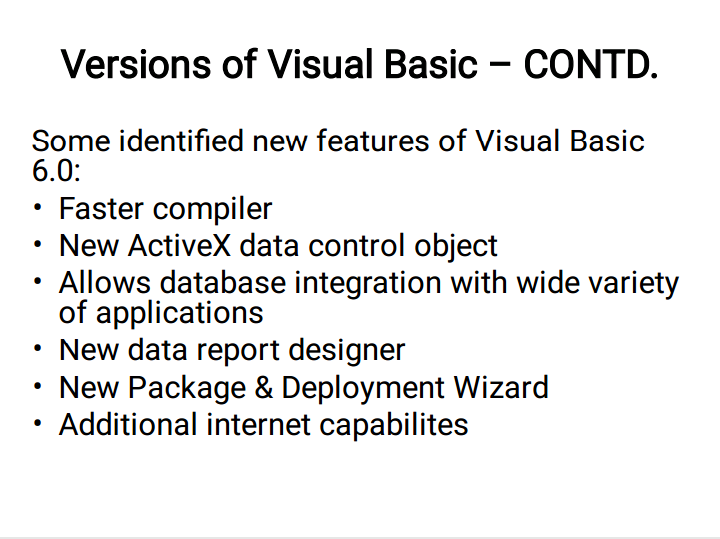 Versions of Visual Basic – CONTD.
Some identified new features of Visual Basic
6.0:
• Faster compiler
• New ActiveX data control object
• Allows database integration with wide variety
of applications
• New data report designer
• New Package & Deployment Wizard
• Additional internet capabilites